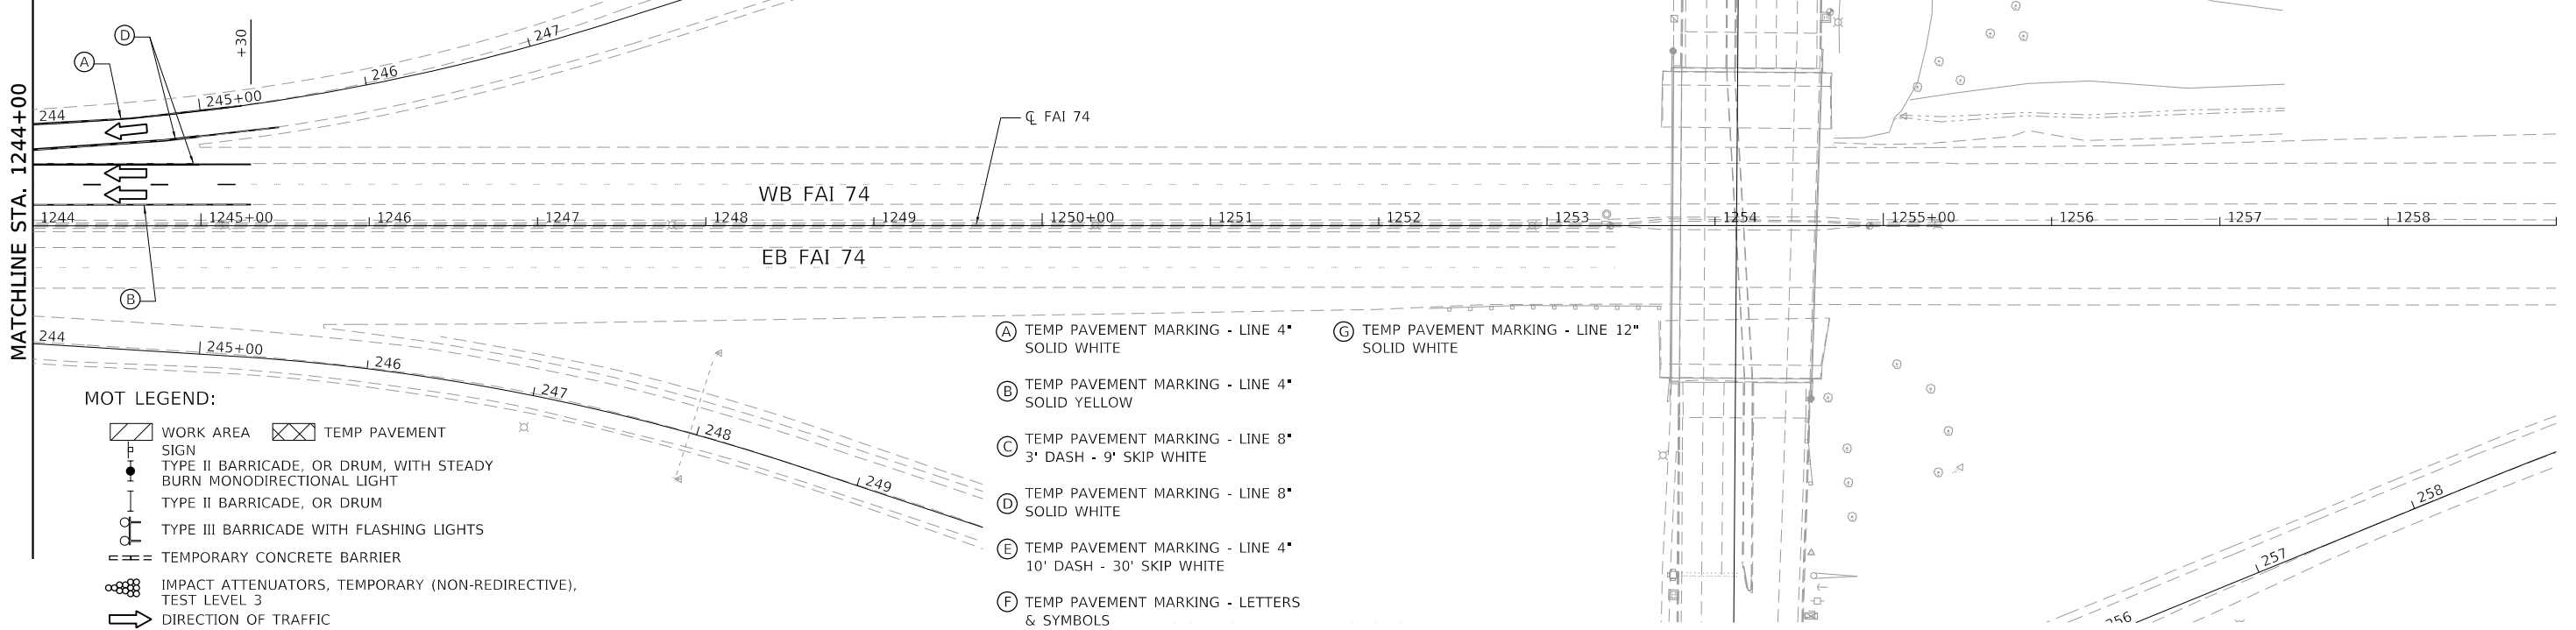 MATCHLINE STA. 1244+00
D
A
+30
244
245+00
246
247
℄ FAI 74
WB FAI 74
1244
1245+00
1246
1247
1248
1249
1250+00
1251
1252
1253
1254
1255+00
1256
1257
1258
EB FAI 74
B
244
245+00
246
247
248
249
MOT LEGEND:
WORK AREA
TEMP PAVEMENT
SIGN
TYPE II BARRICADE, OR DRUM, WITH STEADY
BURN MONODIRECTIONAL LIGHT
TYPE II BARRICADE, OR DRUM
TYPE III BARRICADE WITH FLASHING LIGHTS
TEMPORARY CONCRETE BARRIER
IMPACT ATTENUATORS, TEMPORARY (NON-REDIRECTIVE),
TEST LEVEL 3
DIRECTION OF TRAFFIC
A TEMP PAVEMENT MARKING - LINE 4"
SOLID WHITE
B TEMP PAVEMENT MARKING - LINE 4"
SOLID YELLOW
C TEMP PAVEMENT MARKING - LINE 8"
3' DASH - 9' SKIP WHITE
D TEMP PAVEMENT MARKING - LINE 8"
SOLID WHITE
E TEMP PAVEMENT MARKING - LINE 4"
10' DASH - 30' SKIP WHITE
F TEMP PAVEMENT MARKING - LETTERS
& SYMBOLS
G TEMP PAVEMENT MARKING - LINE 12"
SOLID WHITE
256
257
258